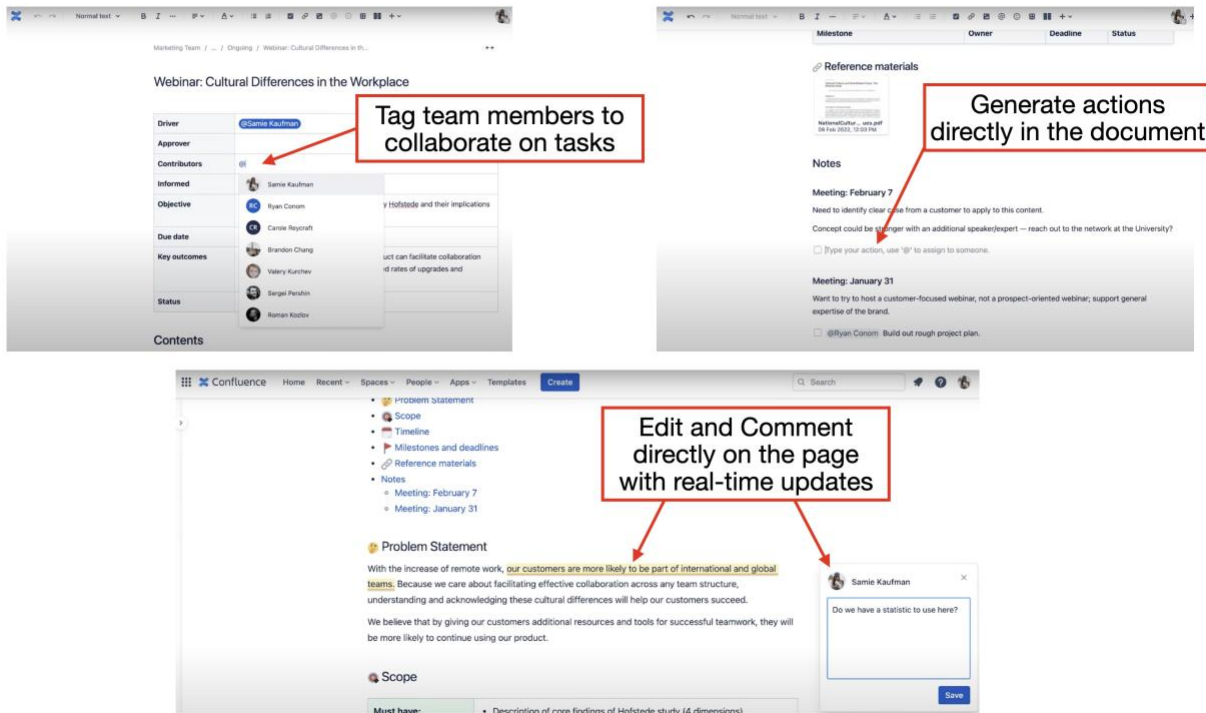 Normal text
B I ... A
Marketing Team / ... / Ongoing / Webinar: Cultural Differences in th...
Webinar: Cultural Differences in the Workplace
Driver @Samie Kaufman
Approver
Contributors @
Informed
Objective y Hofstede and their implications
Due date
Key outcomes uct can facilitate collaboration
d rates of upgrades and
Status
Samie Kaufman
RC Ryan Conom
CR Carole Reycraft
Brandon Chang
Valery Kurchev
Sergei Pershin
Roman Kozlov
Contents
Tag team members to
collaborate on tasks
Normal text
B I A
Milestone Owner Deadline Status
Reference materials
NationalCultur... ucs.pdf
08 Feb 2022, 12:03 PM
Generate actions
directly in the document
Notes
Meeting: February 7
Need to identify clear case from a customer to apply to this content.
Concept could be stronger with an additional speaker/expert — reach out to the network at the University?
Type your action, use '@' to assign to someone.
Meeting: January 31
Want to try to host a customer-focused webinar, not a prospect-oriented webinar; support general
expertise of the brand.
@Ryan Conom Build out rough project plan.
Confluence Home Recent Spaces People Apps Templates Create Search
Problem Statement
Scope
Timeline
Milestones and deadlines
Reference materials
Notes
Meeting: February 7
Meeting: January 31
Edit and Comment
directly on the page
with real-time updates
Problem Statement
With the increase of remote work, our customers are more likely to be part of international and global
teams. Because we care about facilitating effective collaboration across any team structure,
understanding and acknowledging these cultural differences will help our customers succeed.
We believe that by giving our customers additional resources and tools for successful teamwork, they will
be more likely to continue using our product.
Samie Kaufman
Do we have a statistic to use here?
Save
Scope
Must have: • Description of core findings of Hofstede study (4 dimensions)